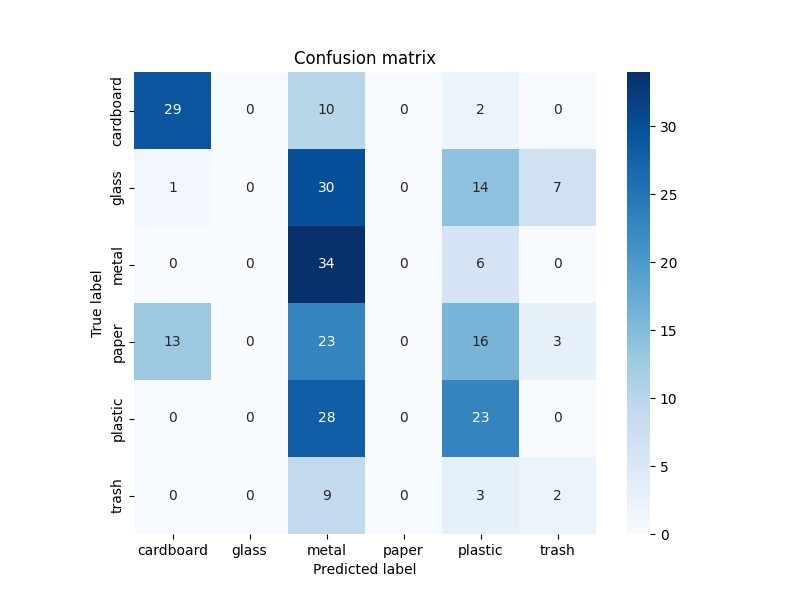 Confusion matrix
True label
cardboard 29 0 10 0 2 0
glass 1 0 30 0 14 7
metal 0 0 34 0 6 0
paper 13 0 23 0 16 3
plastic 0 0 28 0 23 0
trash 0 0 9 0 3 2
cardboard glass metal paper plastic trash
Predicted label
30
25
20
15
10
5
0